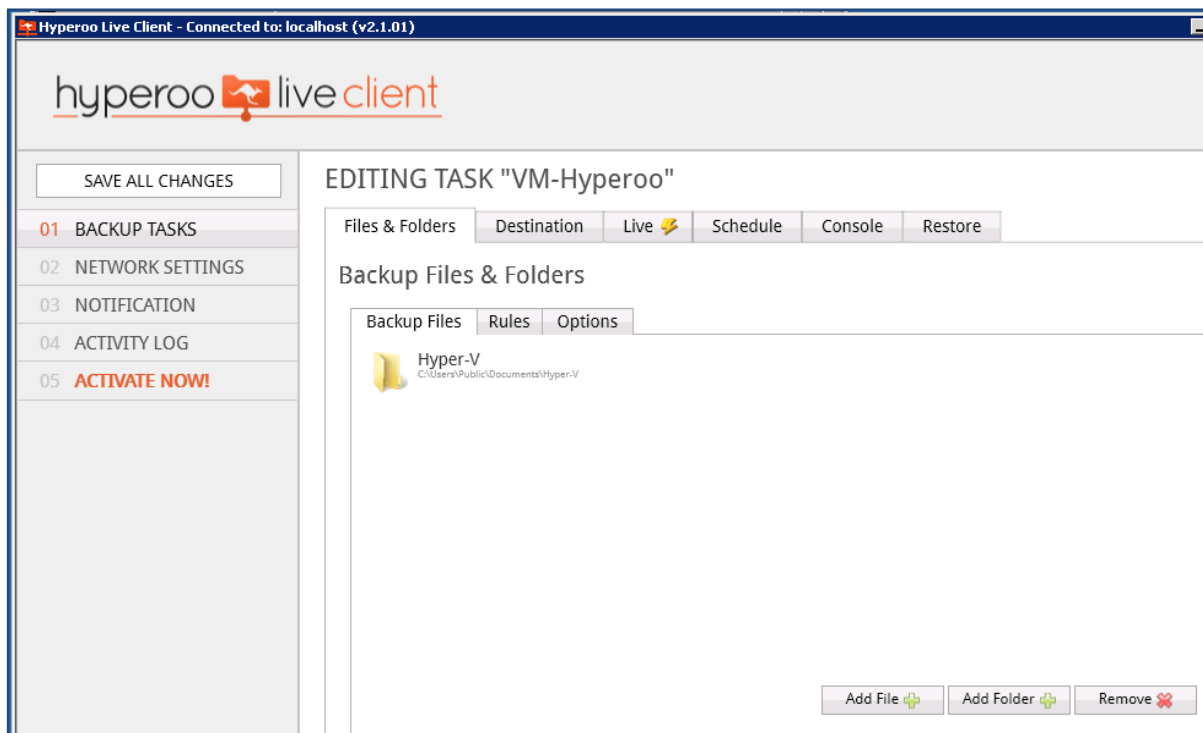 Hyperoo Live Client - Connected to: localhost (v2.1.01)
hyperoo live client
SAVE ALL CHANGES
01 BACKUP TASKS
02 NETWORK SETTINGS
03 NOTIFICATION
04 ACTIVITY LOG
05 ACTIVATE NOW!
EDITING TASK "VM-Hyperoo"
Files & Folders Destination Live Schedule Console Restore
Backup Files & Folders
Backup Files Rules Options
Hyper-V
C:\Users\Public\Documents\Hyper-V
Add File Add Folder Remove